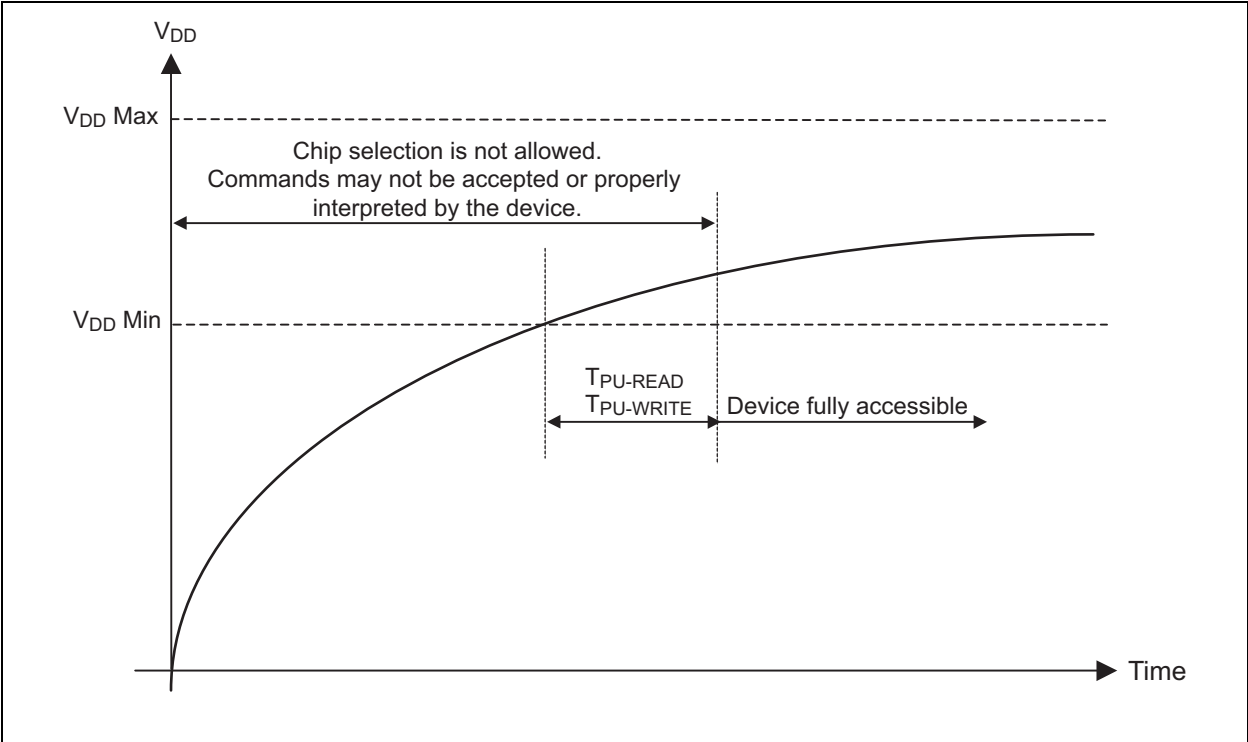 VDD
VDD Max
Chip selection is not allowed.
Commands may not be accepted or properly
interpreted by the device.
VDD Min
TPU-READ
TPU-WRITE
Device fully accessible
Time